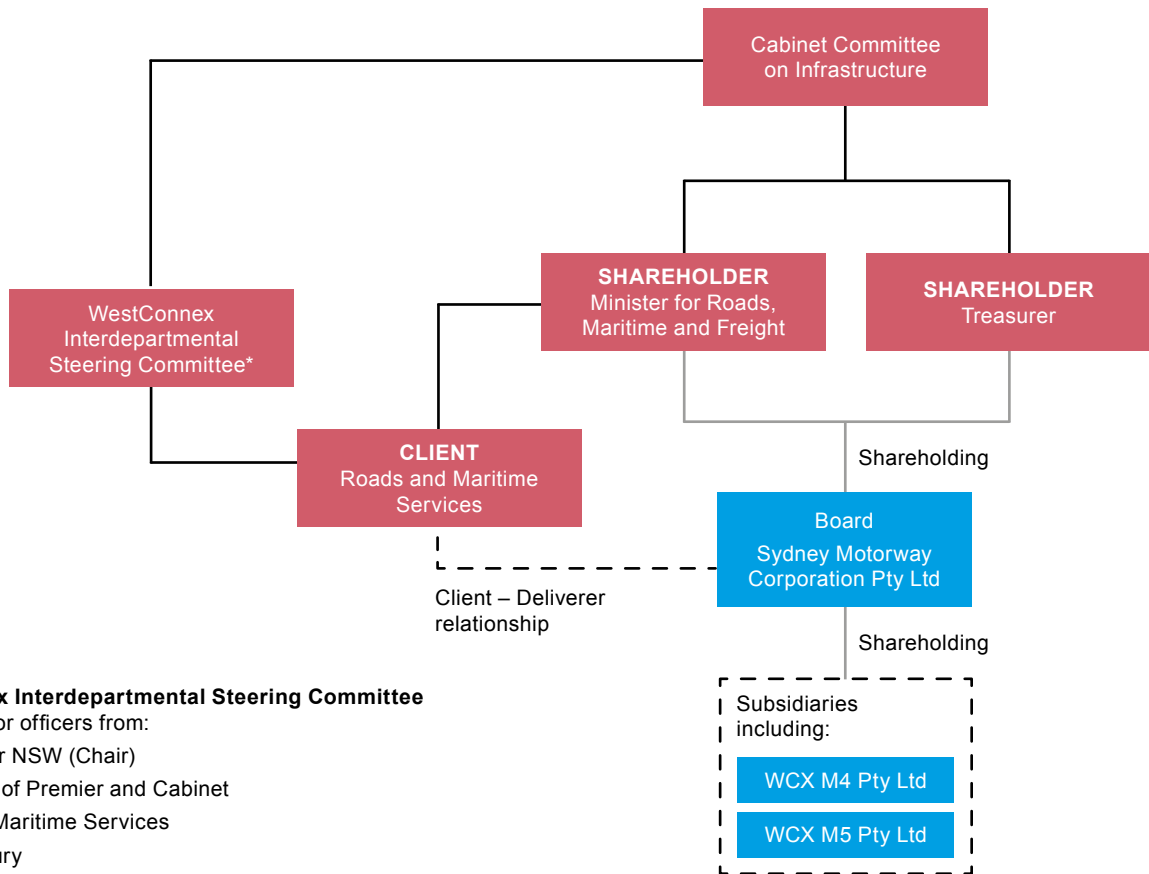 Cabinet Committee
on Infrastructure
SHAREHOLDER
Minister for Roads,
Maritime and Freight
SHAREHOLDER
Treasurer
WestConnex
Interdepartmental
Steering Committee*
CLIENT
Roads and Maritime
Services
Shareholding
Board
Sydney Motorway
Corporation Pty Ltd
Client – Deliverer
relationship
Shareholding
Subsidiaries
including:
WCX M4 Pty Ltd
WCX M5 Pty Ltd
Interdepartmental Steering Committee
officers from:
NSW (Chair)
of Premier and Cabinet
Maritime Services